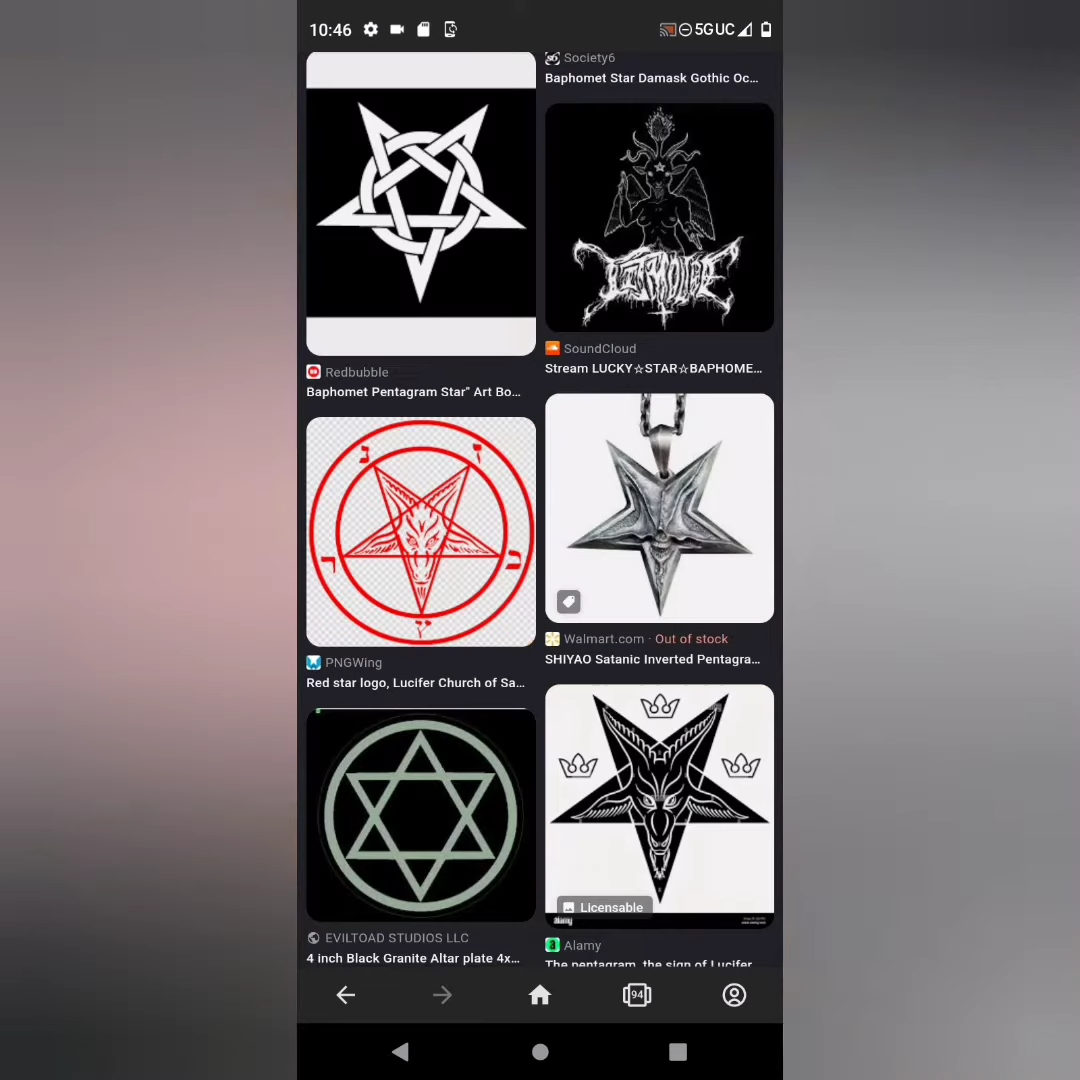 10:46
5GUC
Redbubble
Baphomet Pentagram Star" Art Bo...
נ
ו
ר
ע
PNGWing
Red star logo, Lucifer Church of Sa...
EVILTOAD STUDIOS LLC
4 inch Black Granite Altar plate 4x...
Society6
Baphomet Star Damask Gothic Oc...
SoundCloud
Stream LUCKY☆STAR☆BAPHOME...
Walmart.com · Out of stock
SHIYAO Satanic Inverted Pentagra...
Licensable
alamy
Alamy
The pentagram, the sign of Lucifer
94